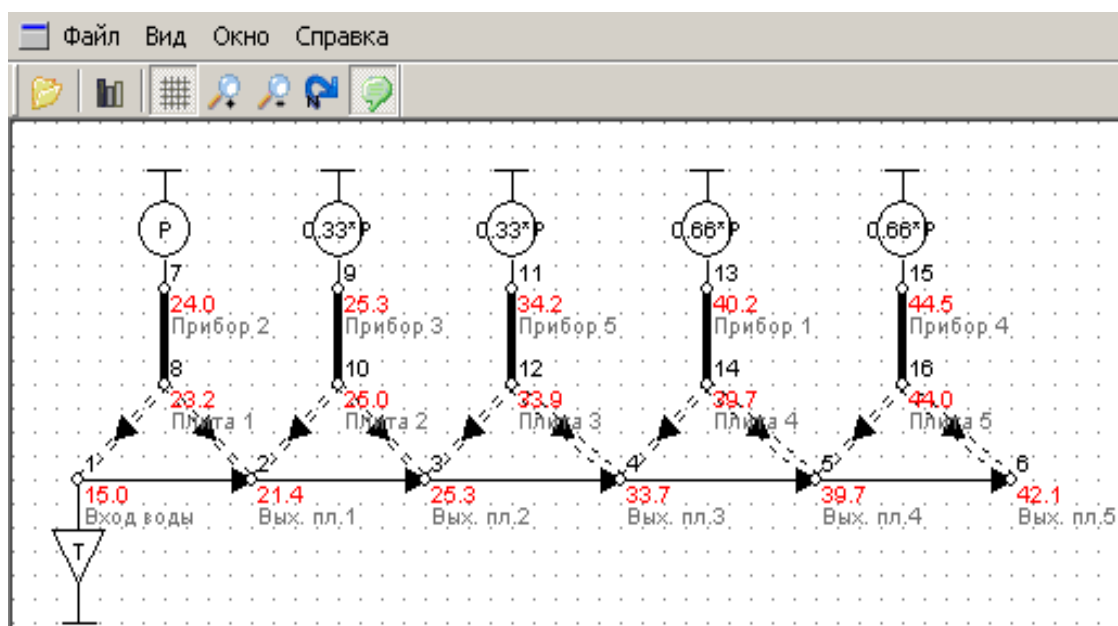 Файл Вид Окно Справка
N
P 0.33*P 0.33*P 0.66*P 0.66*P
7 9 11 13 15
24.0 25.3 34.2 40.2 44.5
Прибор 2 Прибор 3 Прибор 5 Прибор 1 Прибор 4
8 10 12 14 16
23.2 25.0 33.9 39.7 44.0
Плита 1 Плита 2 Плита 3 Плита 4 Плита 5
1 2 3 4 5 6
15.0 21.4 25.3 33.7 39.7 42.1
Вход воды Вых. пл.1 Вых. пл.2 Вых. пл.3 Вых. пл.4 Вых. пл.5
T